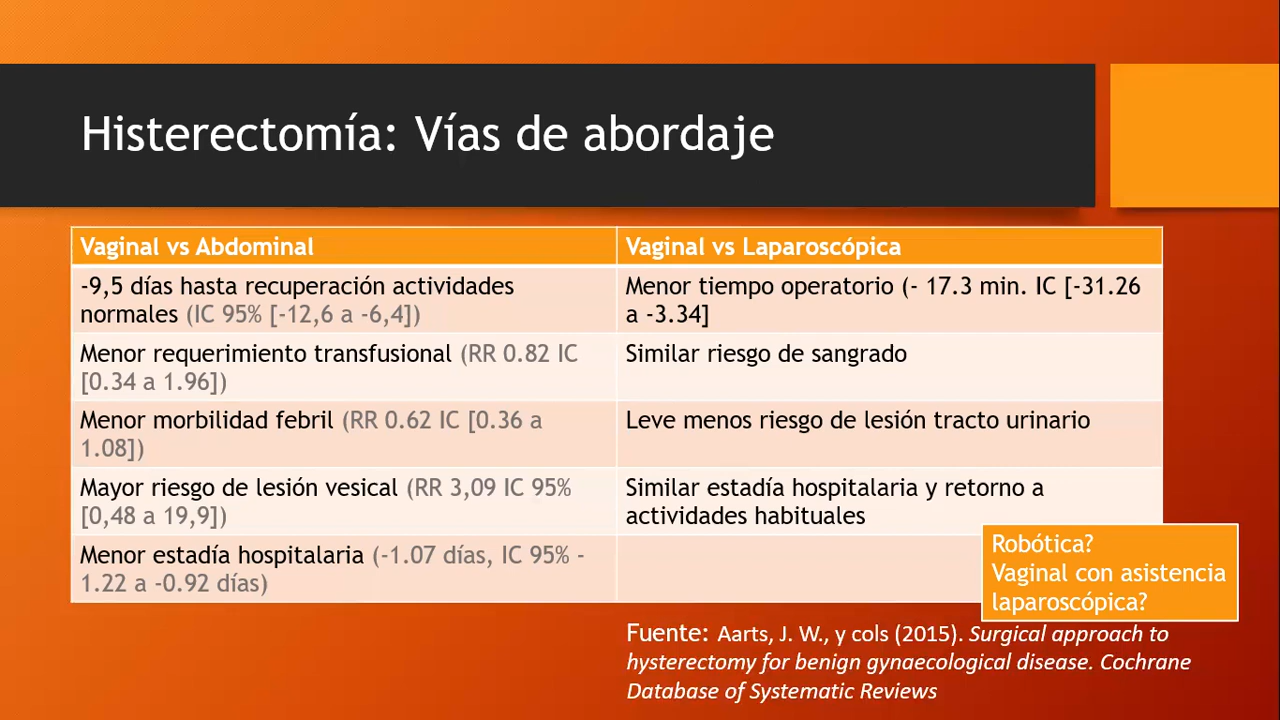 Histerectomía: Vías de abordaje
Vaginal vs Abdominal
Vaginal vs Laparoscópica
-9,5 días hasta recuperación actividades
normales (IC 95% [-12,6 a -6,4])
Menor tiempo operatorio (- 17.3 min. IC [-31.26
a -3.34]
Menor requerimiento transfusional (RR 0.82 IC
[0.34 a 1.96])
Similar riesgo de sangrado
Menor morbilidad febril (RR 0.62 IC [0.36 a
1.08])
Leve menos riesgo de lesión tracto urinario
Mayor riesgo de lesión vesical (RR 3,09 IC 95%
[0,48 a 19,9])
Similar estadía hospitalaria y retorno a
actividades habituales
Menor estadía hospitalaria (-1.07 días, IC 95% -
1.22 a -0.92 días)
Robótica?
Vaginal con asistencia
laparoscópica?
Fuente: Aarts, J. W., y cols (2015). Surgical approach to
hysterectomy for benign gynaecological disease. Cochrane
Database of Systematic Reviews